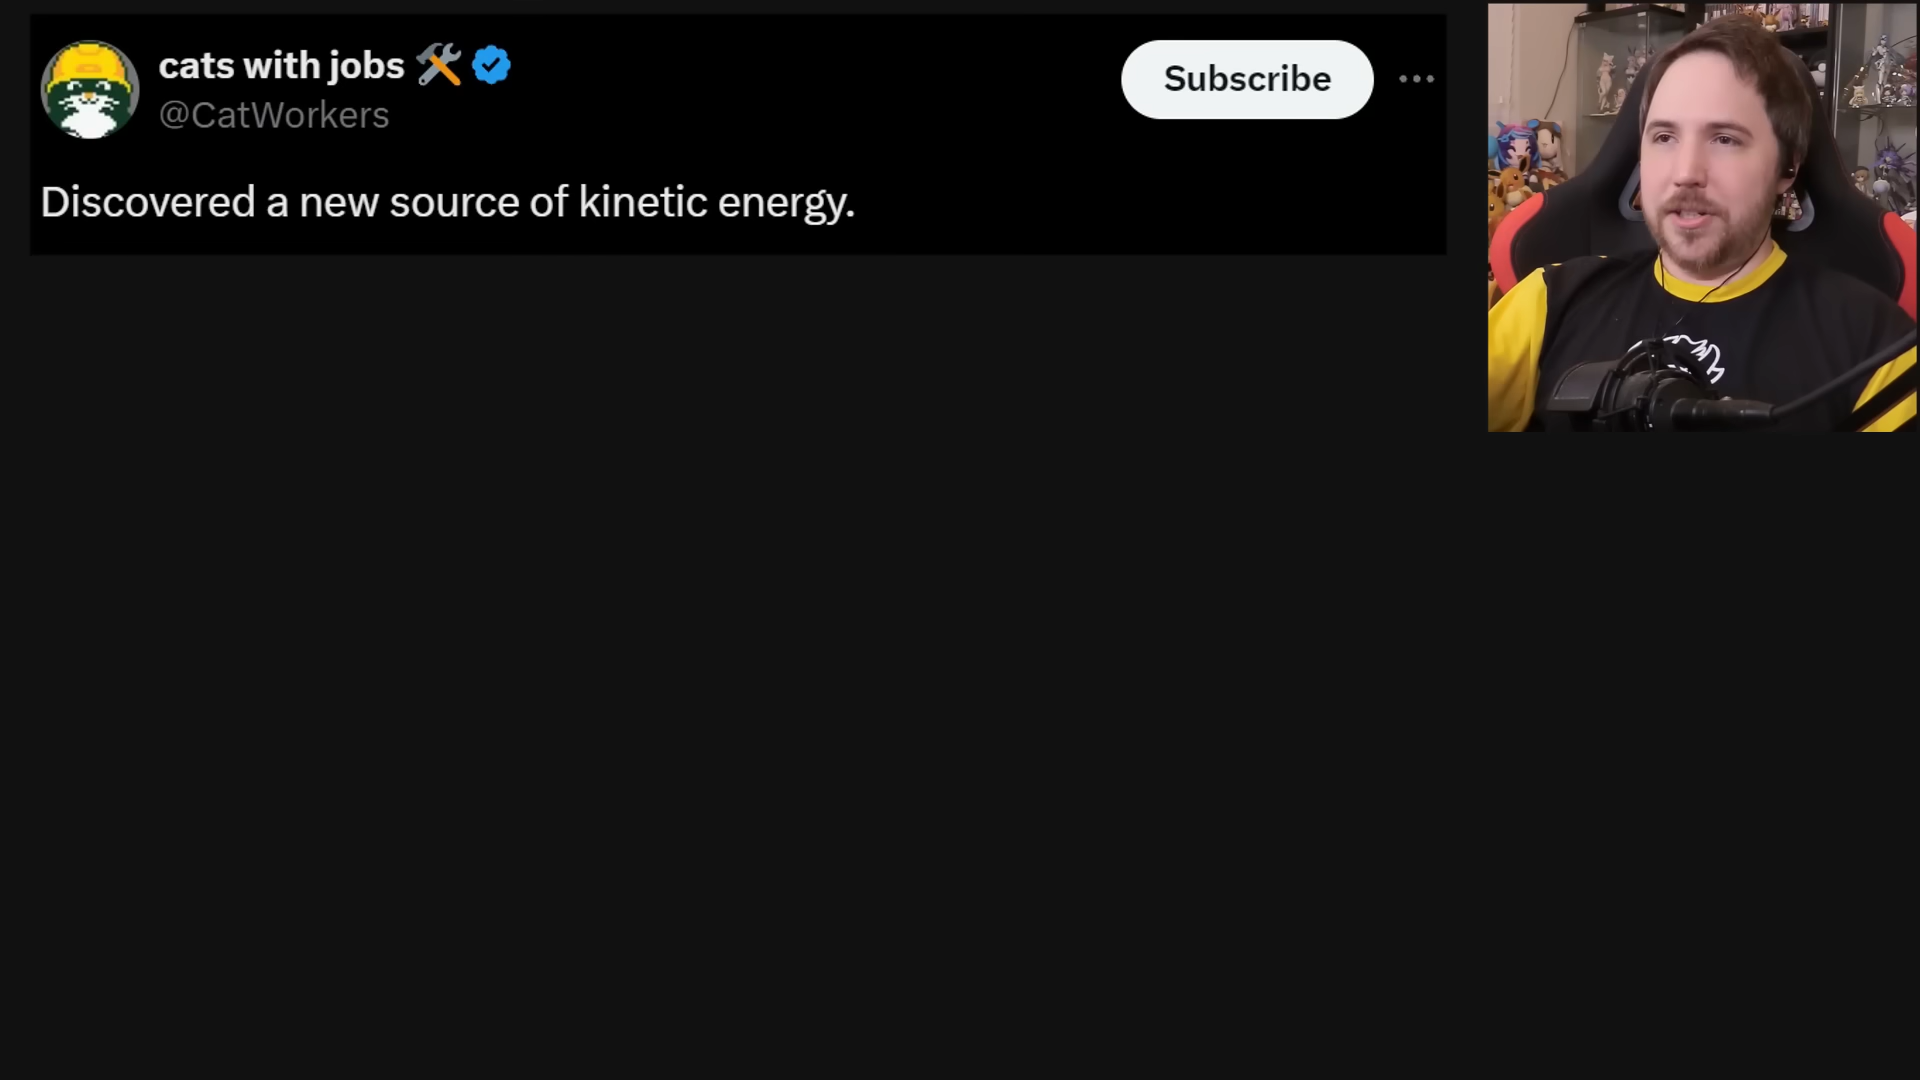 cats with jobs 🛠️
@CatWorkers
Subscribe
Discovered a new source of kinetic energy.